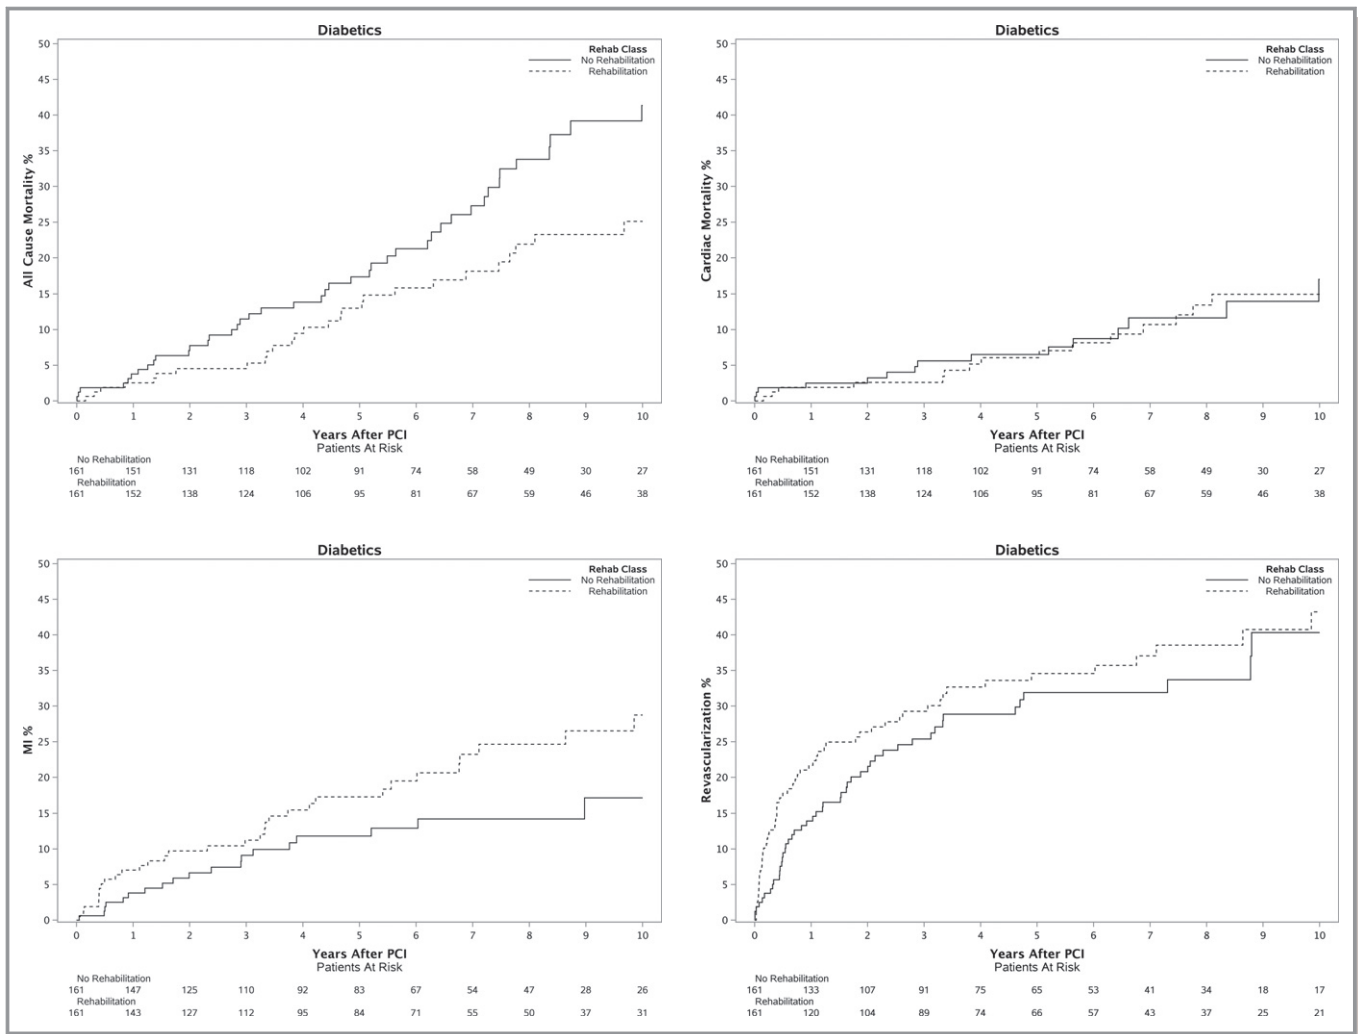 Diabetics
Rehab Class
No Rehabilitation
Rehabilitation
All Cause Mortality %
50
45
40
35
30
25
20
15
10
5
0
0 1 2 3 4 5 6 7 8 9 10
Years After PCI
Patients At Risk
No Rehabilitation
161 151 131 118 102 91 74 58 49 30 27
Rehabilitation
161 152 138 124 106 95 81 67 59 46 38
Diabetics
Rehab Class
No Rehabilitation
Rehabilitation
Cardiac Mortality %
50
45
40
35
30
25
20
15
10
5
0
0 1 2 3 4 5 6 7 8 9 10
Years After PCI
Patients At Risk
No Rehabilitation
161 151 131 118 102 91 74 58 49 30 27
Rehabilitation
161 152 138 124 106 95 81 67 59 46 38
Diabetics
Rehab Class
No Rehabilitation
Rehabilitation
MI %
50
45
40
35
30
25
20
15
10
5
0
0 1 2 3 4 5 6 7 8 9 10
Years After PCI
Patients At Risk
No Rehabilitation
161 147 125 110 92 83 67 54 47 28 26
Rehabilitation
161 143 127 112 95 84 71 55 50 37 31
Diabetics
Rehab Class
No Rehabilitation
Rehabilitation
Revascularization %
50
45
40
35
30
25
20
15
10
5
0
0 1 2 3 4 5 6 7 8 9 10
Years After PCI
Patients At Risk
No Rehabilitation
161 133 107 91 75 65 53 41 34 18 17
Rehabilitation
161 120 104 89 74 66 57 43 37 25 21